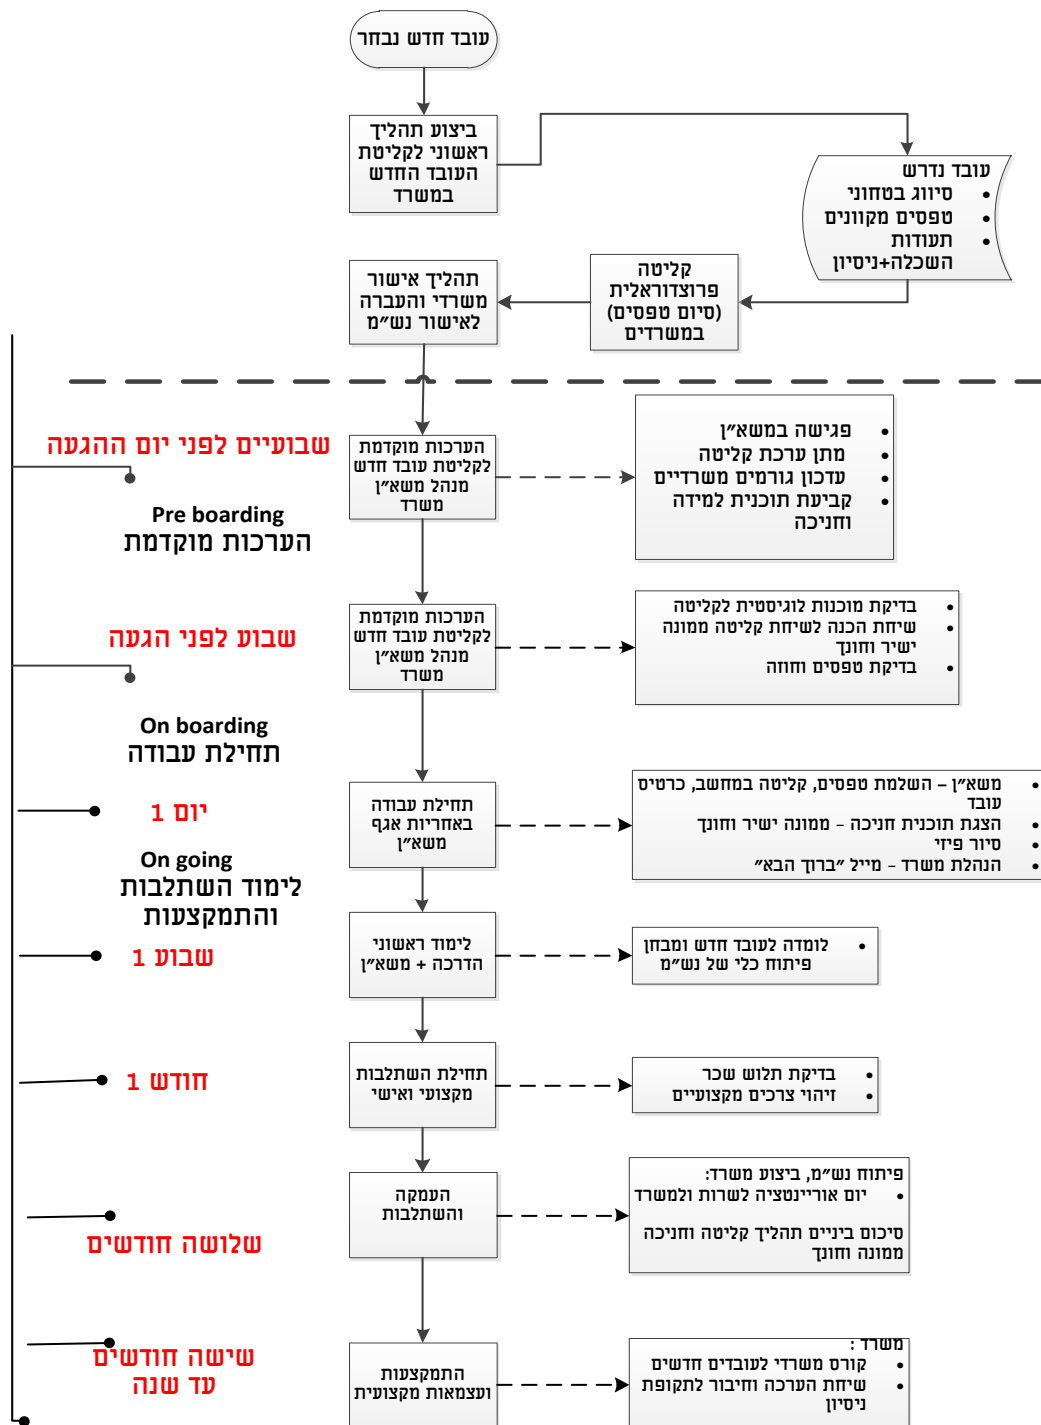 עובד חדש נבחר
ביצוע תהליך
ראשוני לקליטת
העובד החדש
במשרד
עובד נדרש
• סיווג בטחוני
• טפסים מקוונים
• תעודות
השכלה+ניסיון
קליטה
פרוצדוראלית
(סיום טפסים)
במשרדים
תהליך אישור
משרדי והעברה
לאישור נש״מ
שבועיים לפני יום ההגעה
Pre boarding
הערכות מוקדמת
הערכות מוקדמת
לקליטת עובד חדש
מנהל משא״ן
משרד
• פגישה במשא״ן
• מתן ערכת קליטה
• עדכון גורמים משרדיים
• קביעת תוכנית למידה
וחניכה
שבוע לפני הגעה
הערכות מוקדמת
לקליטת עובד חדש
מנהל משא״ן
משרד
• בדיקת מוכנות לוגיסטית לקליטה
• שיחת הכנה לשיחת קליטה ממונה
ישיר וחונך
• בדיקת טפסים וחוזה
On boarding
תחילת עבודה
יום 1
תחילת עבודה
באחריות אגף
משא״ן
• משא״ן – השלמת טפסים, קליטה במחשב, כרטיס
עובד
• הצגת תוכנית חניכה – ממונה ישיר וחונך
• סיור פיזי
• הנהלת משרד – מייל ״ברוך הבא״
On going
לימוד השתלבות
והתמקצעות
שבוע 1
לימוד ראשוני
הדרכה + משא״ן
• לומדה לעובד חדש ומבחן
פיתוח כלי של נש״מ
חודש 1
תחילת השתלבות
מקצועי ואישי
• בדיקת תלוש שכר
• זיהוי צרכים מקצועיים
שלושה חודשים
העמקה
והשתלבות
פיתוח נש״מ, ביצוע משרד:
• יום אוריינטציה לשרות ולמשרד
סיכום ביניים תהליך קליטה וחניכה
ממונה וחונך
שישה חודשים
עד שנה
התמקצעות
ועצמאות מקצועית
משרד :
• קורס משרדי לעובדים חדשים
• שיחת הערכה וחיבור לתקופת
ניסיון